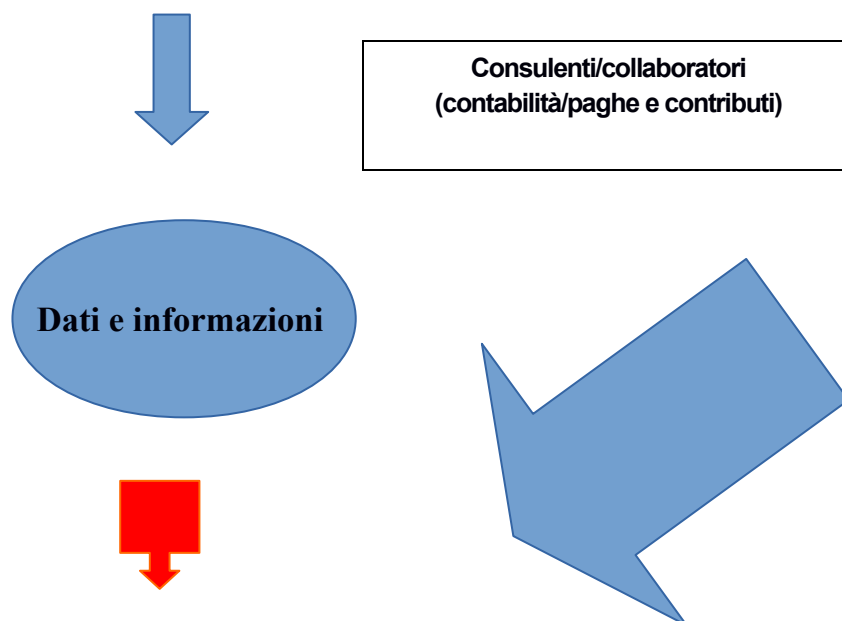 Consulenti/collaboratori
(contabilità/paghe e contributi)
Dati e informazioni